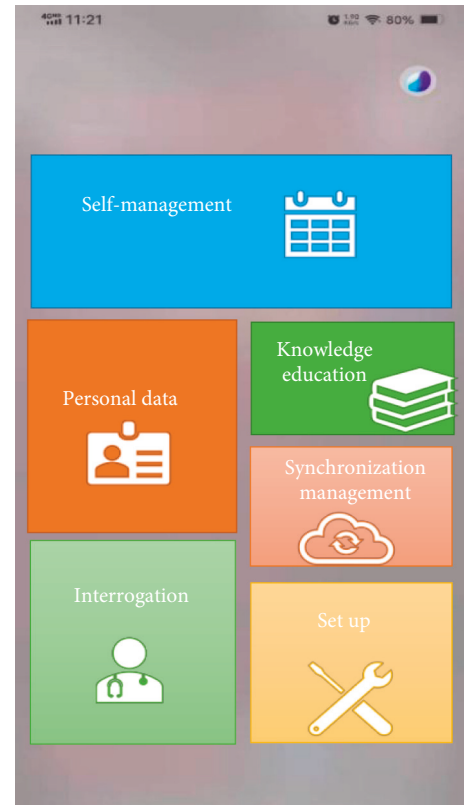 11:21
80%
Self-management
Personal data
Knowledge
education
Synchronization
management
Interrogation
Set up